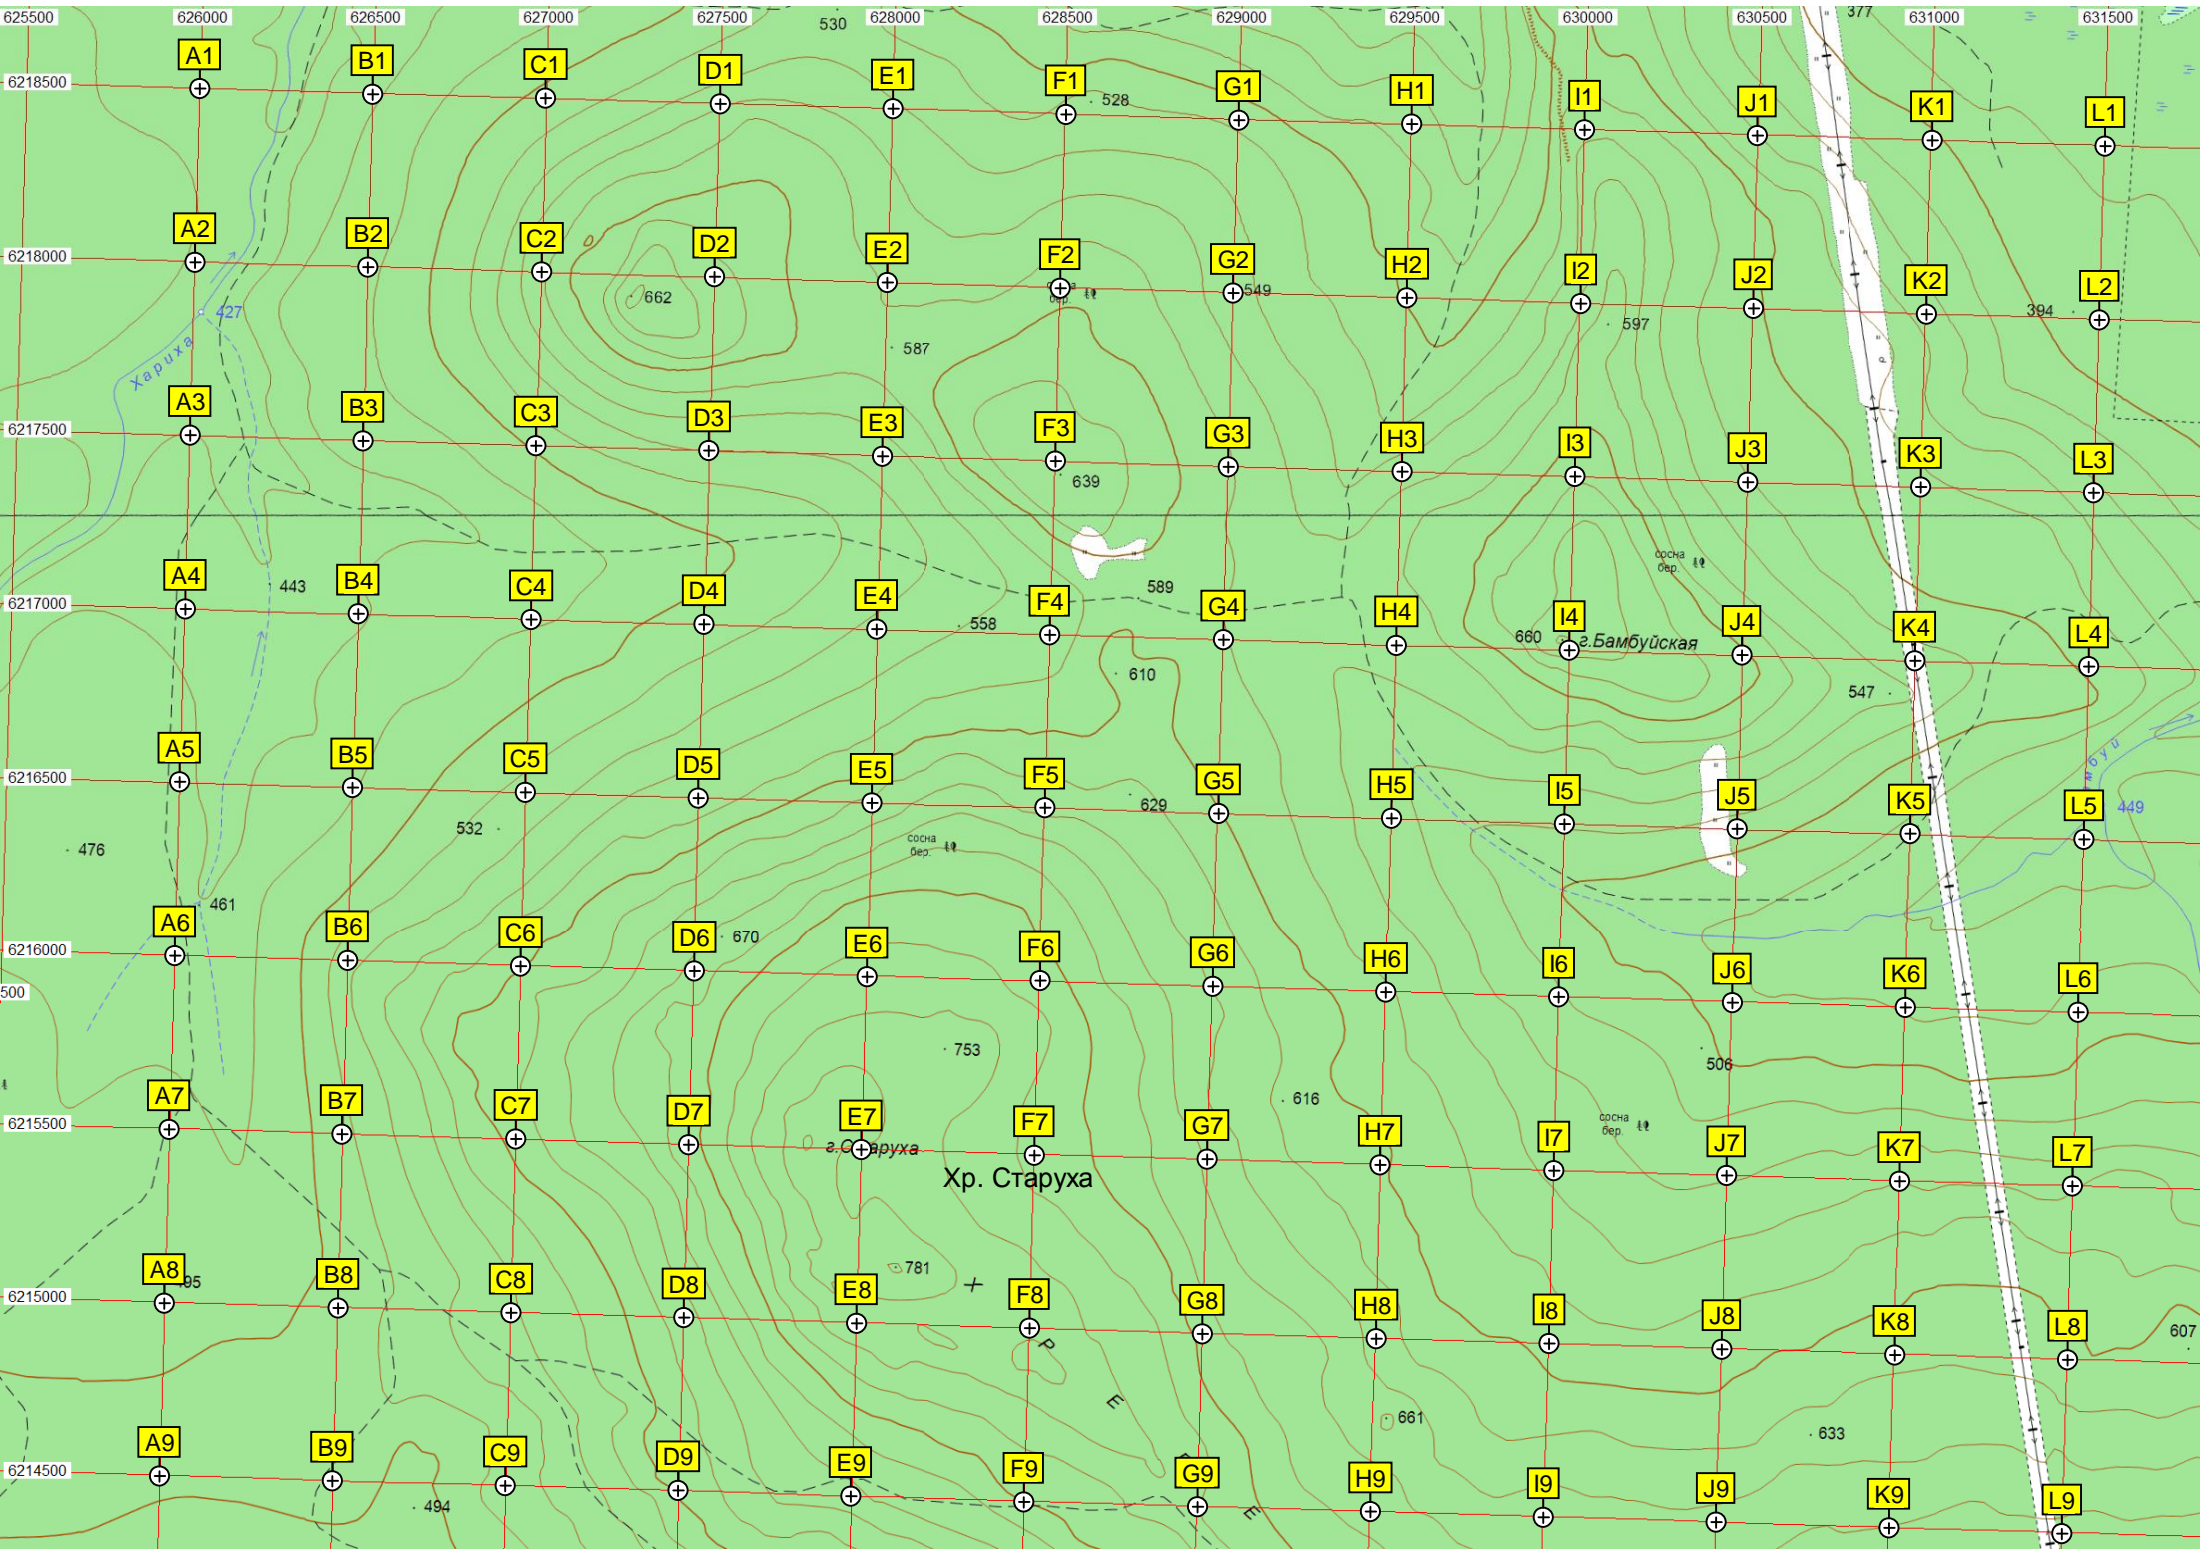 625500 626000 626500 627000 627500 628000 628500 629000 629500 630000 630500 631000 631500
530 377
A1 B1 C1 D1 E1 F1 G1 H1 I1 J1 K1 L1
6218500
528
A2 B2 C2 D2 E2 F2 G2 H2 I2 J2 K2 L2
6218000
662 бер. 549
427 597 394
Хариха 587
A3 B3 C3 D3 E3 F3 G3 H3 I3 J3 K3 L3
6217500
639
сосна
бер.
A4 B4 C4 D4 E4 F4 G4 H4 I4 J4 K4 L4
443 589
6217000
558 660 г.Бамбуйская
610 547
A5 B5 C5 D5 E5 F5 G5 H5 I5 J5 K5 L5
мбуй
6216500
629 449
532 сосна
бер.
476
461
A6 B6 C6 D6 E6 F6 G6 H6 I6 J6 K6 L6
670
6216000
500
753 506
A7 B7 C7 D7 E7 F7 G7 H7 I7 J7 K7 L7
616 сосна
бер.
6215500
г.Старуха
Хр. Старуха
A8 B8 C8 D8 E8 F8 G8 H8 I8 J8 K8 L8
95 781
6215000
Р 607
Е
661 633
A9 B9 C9 D9 E9 F9 G9 H9 I9 J9 K9 L9
6214500
494 Е